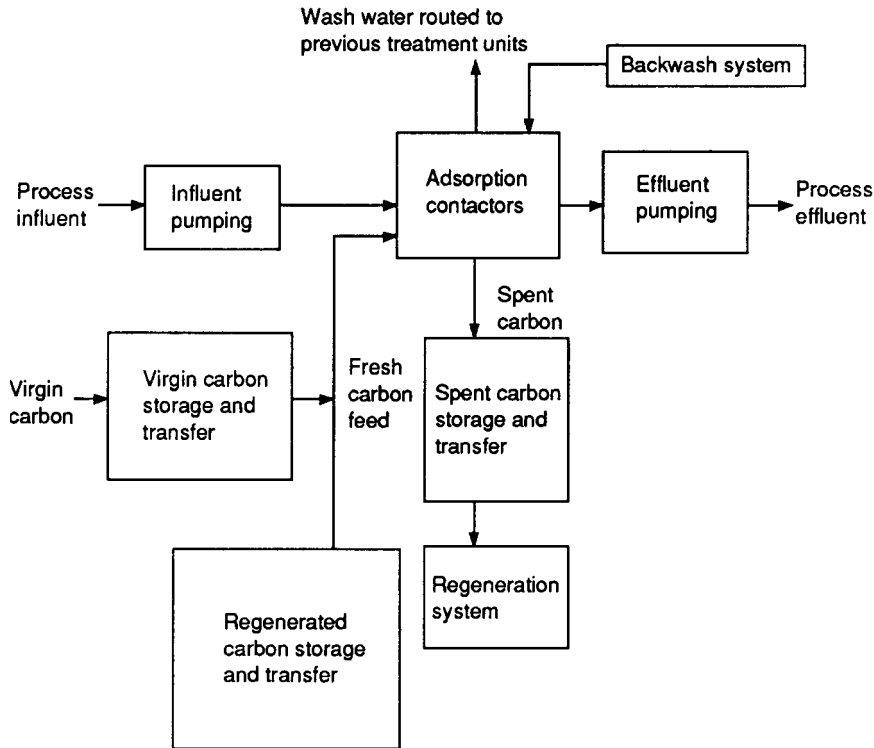 Wash water routed to
previous treatment units
Backwash system
Process
influent
Influent
pumping
Adsorption
contactors
Effluent
pumping
Process
effluent
Spent
carbon
Virgin
carbon
Virgin carbon
storage and
transfer
Fresh
carbon
feed
Spent carbon
storage and
transfer
Regenerated
carbon storage
and transfer
Regeneration
system